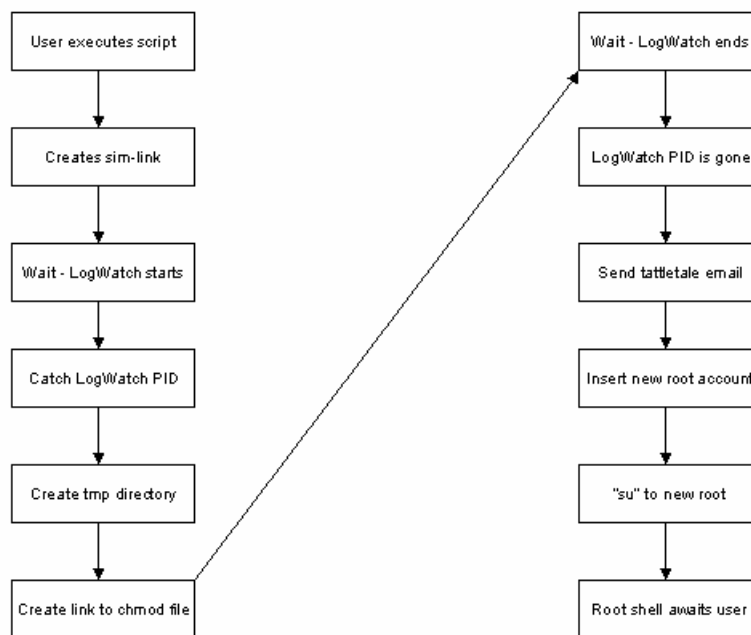 User executes script
Creates sim-link
Wait - LogWatch starts
Catch LogWatch PID
Create tmp directory
Create link to chmod file
Wait - LogWatch ends
LogWatch PID is gone
Send tattletale email
Insert new root account
"su" to new root
Root shell awaits user